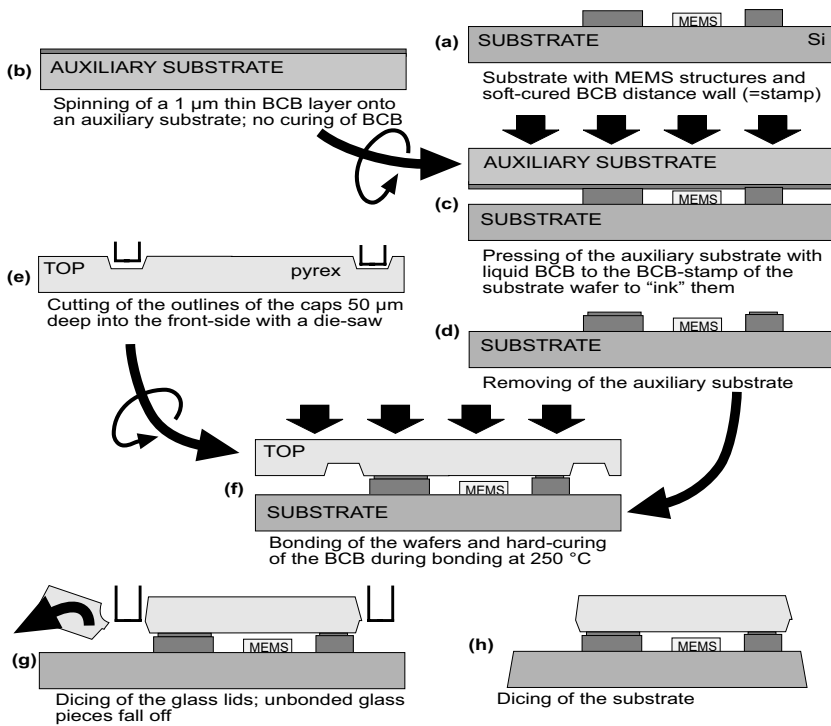 MEMS
(a)
SUBSTRATE Si
Substrate with MEMS structures and
soft-cured BCB distance wall (=stamp)
(b)
AUXILIARY SUBSTRATE
Spinning of a 1 µm thin BCB layer onto
an auxiliary substrate; no curing of BCB
AUXILIARY SUBSTRATE
MEMS
(c)
SUBSTRATE
Pressing of the auxiliary substrate with
liquid BCB to the BCB-stamp of the
substrate wafer to “ink” them
(d)
MEMS
SUBSTRATE
Removing of the auxiliary substrate
(e)
TOP pyrex
Cutting of the outlines of the caps 50 µm
deep into the front-side with a die-saw
TOP
(f)
MEMS
SUBSTRATE
Bonding of the wafers and hard-curing
of the BCB during bonding at 250 °C
MEMS
(g)
Dicing of the glass lids; unbonded glass
pieces fall off
MEMS
(h)
Dicing of the substrate